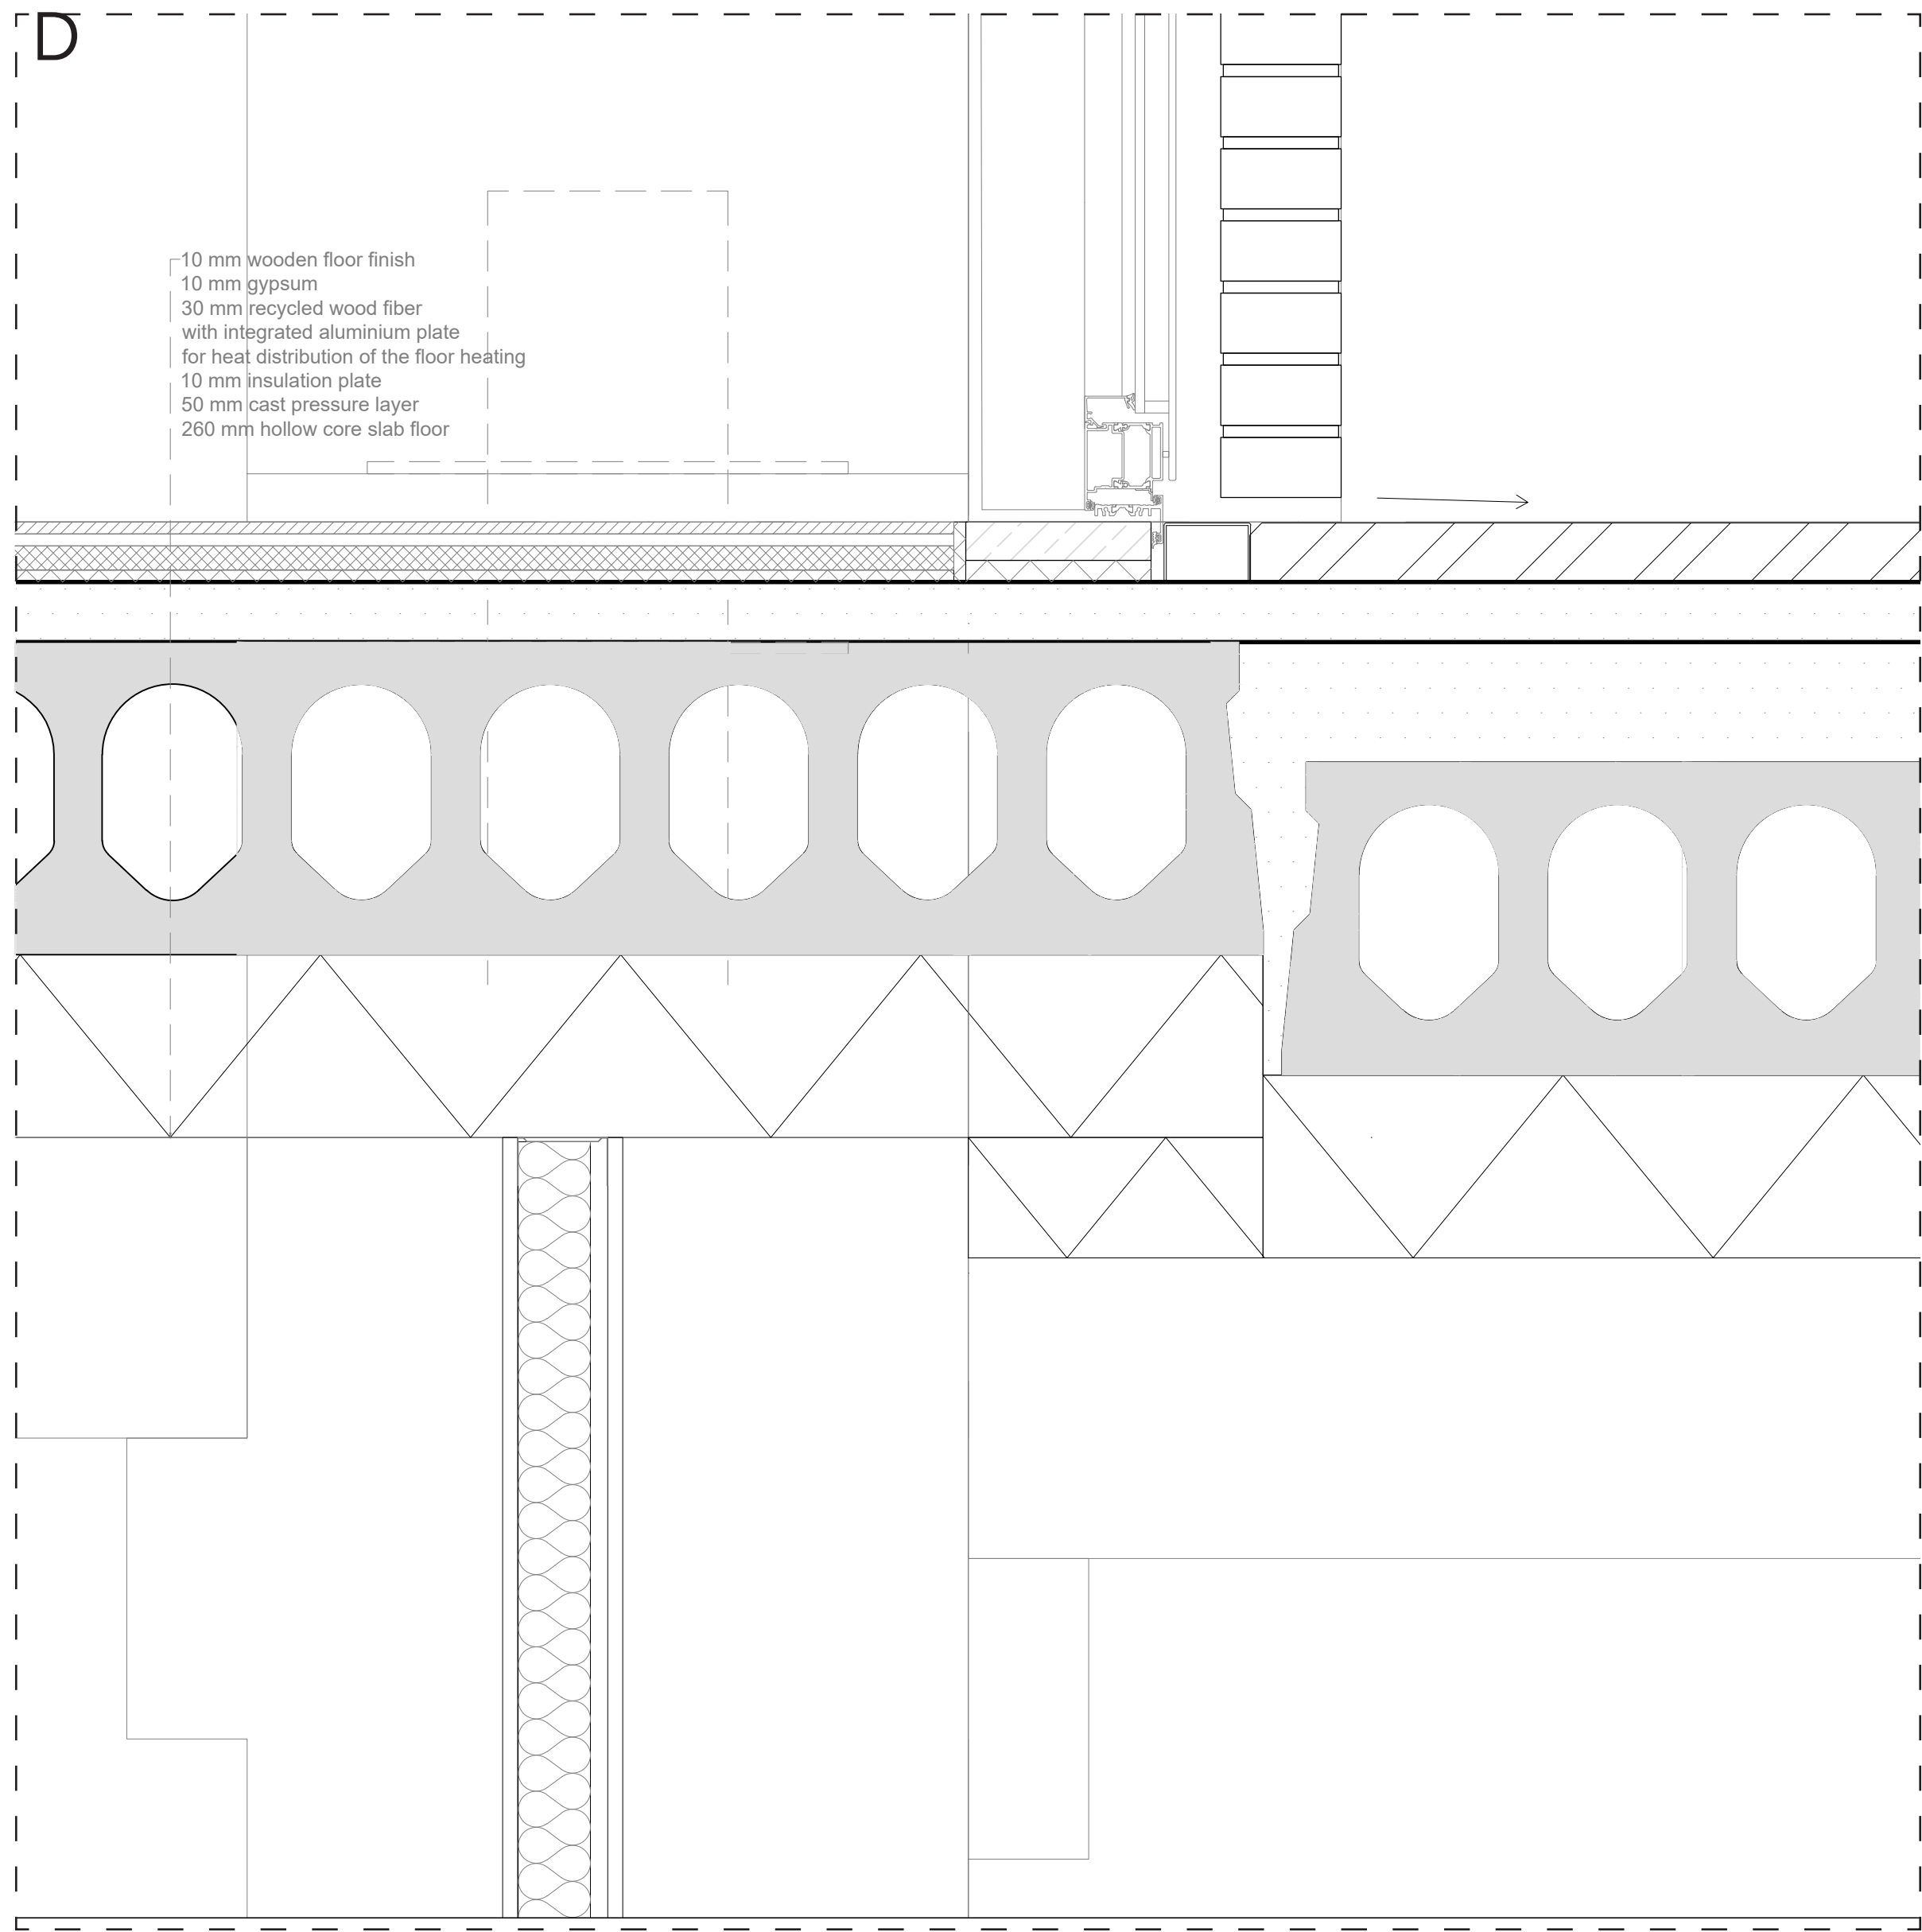 D
10 mm wooden floor finish
10 mm gypsum
30 mm recycled wood fiber
with integrated aluminium plate
for heat distribution of the floor heating
10 mm insulation plate
50 mm cast pressure layer
260 mm hollow core slab floor